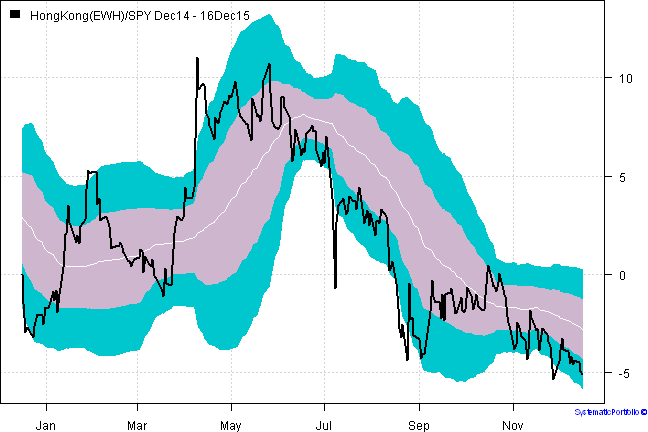 HongKong(EWH)/SPY Dec14 - 16Dec15
10
5
0
-5
Jan Mar May Jul Sep Nov
SystematicPortfolio ©